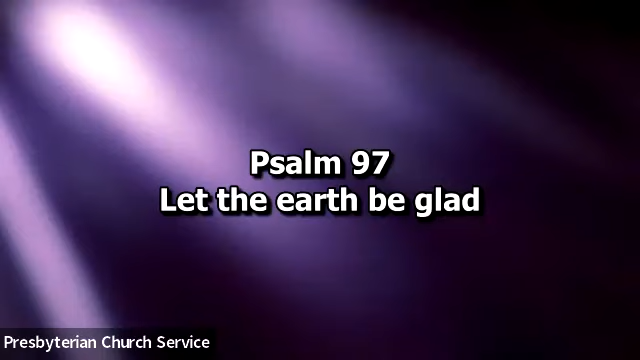 Psalm 97
Let the earth be glad
Presbyterian Church Service